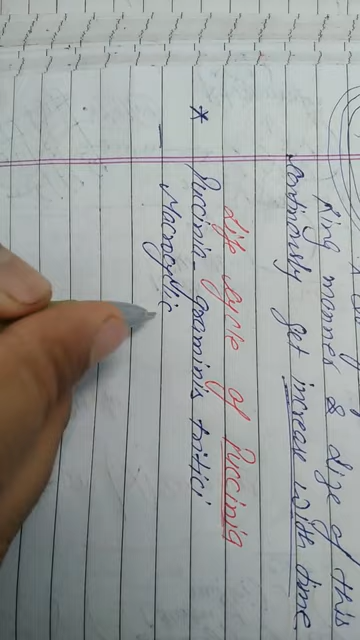 Ring manner & size of this
continuously get increase with time
Life cycle of Puccinia
* Puccinia-graminis tritici
- Macrocyclic